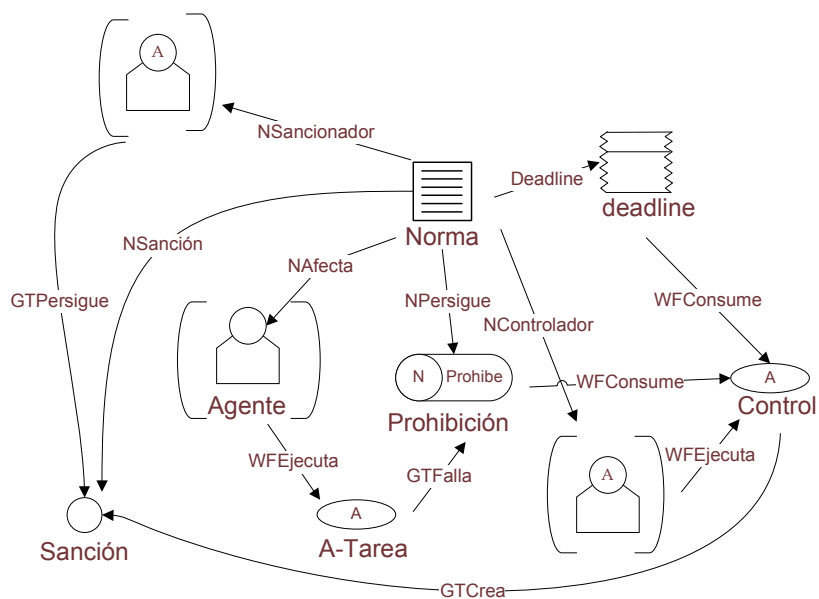 A
NSancionador
Deadline
deadline
Norma
NSanción
NAfecta
GTPersigue
NPersigue
NControlador
WFConsume
N Prohibe
WFConsume
A
Control
Agente
Prohibición
WFEjecuta
GTFalla
WFEjecuta
A
A
A-Tarea
Sanción
GTCrea